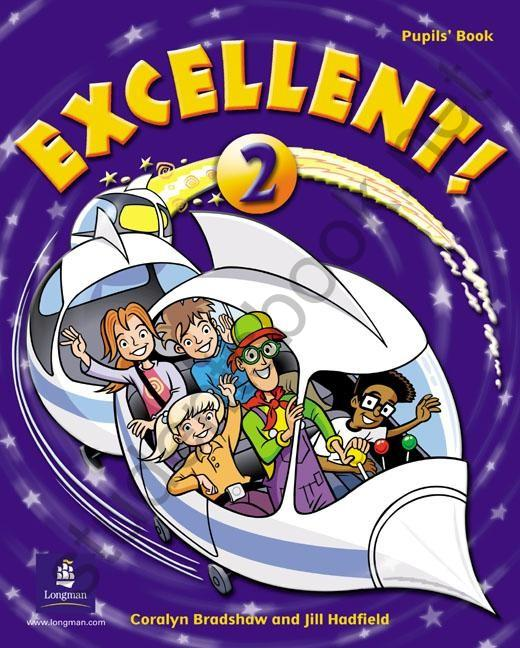 Pupils' Book
EXCELLENT!
2
Longman
www.longman.com
Coralyn Bradshaw and Jill Hadfield